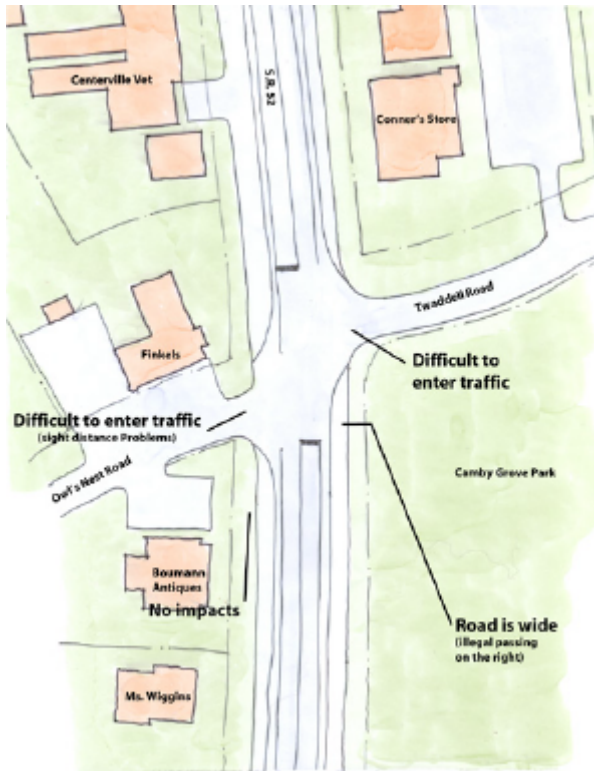 Centerville Vet
S.R. 52
Conner's Store
Twaddell Road
Finkels
Difficult to
enter traffic
Difficult to enter traffic
(sight distance Problems)
Owl's Nest Road
Camby Grove Park
Boumann
Antiques
No impacts
Road is wide
(illegal passing
on the right)
Ms. Wiggins